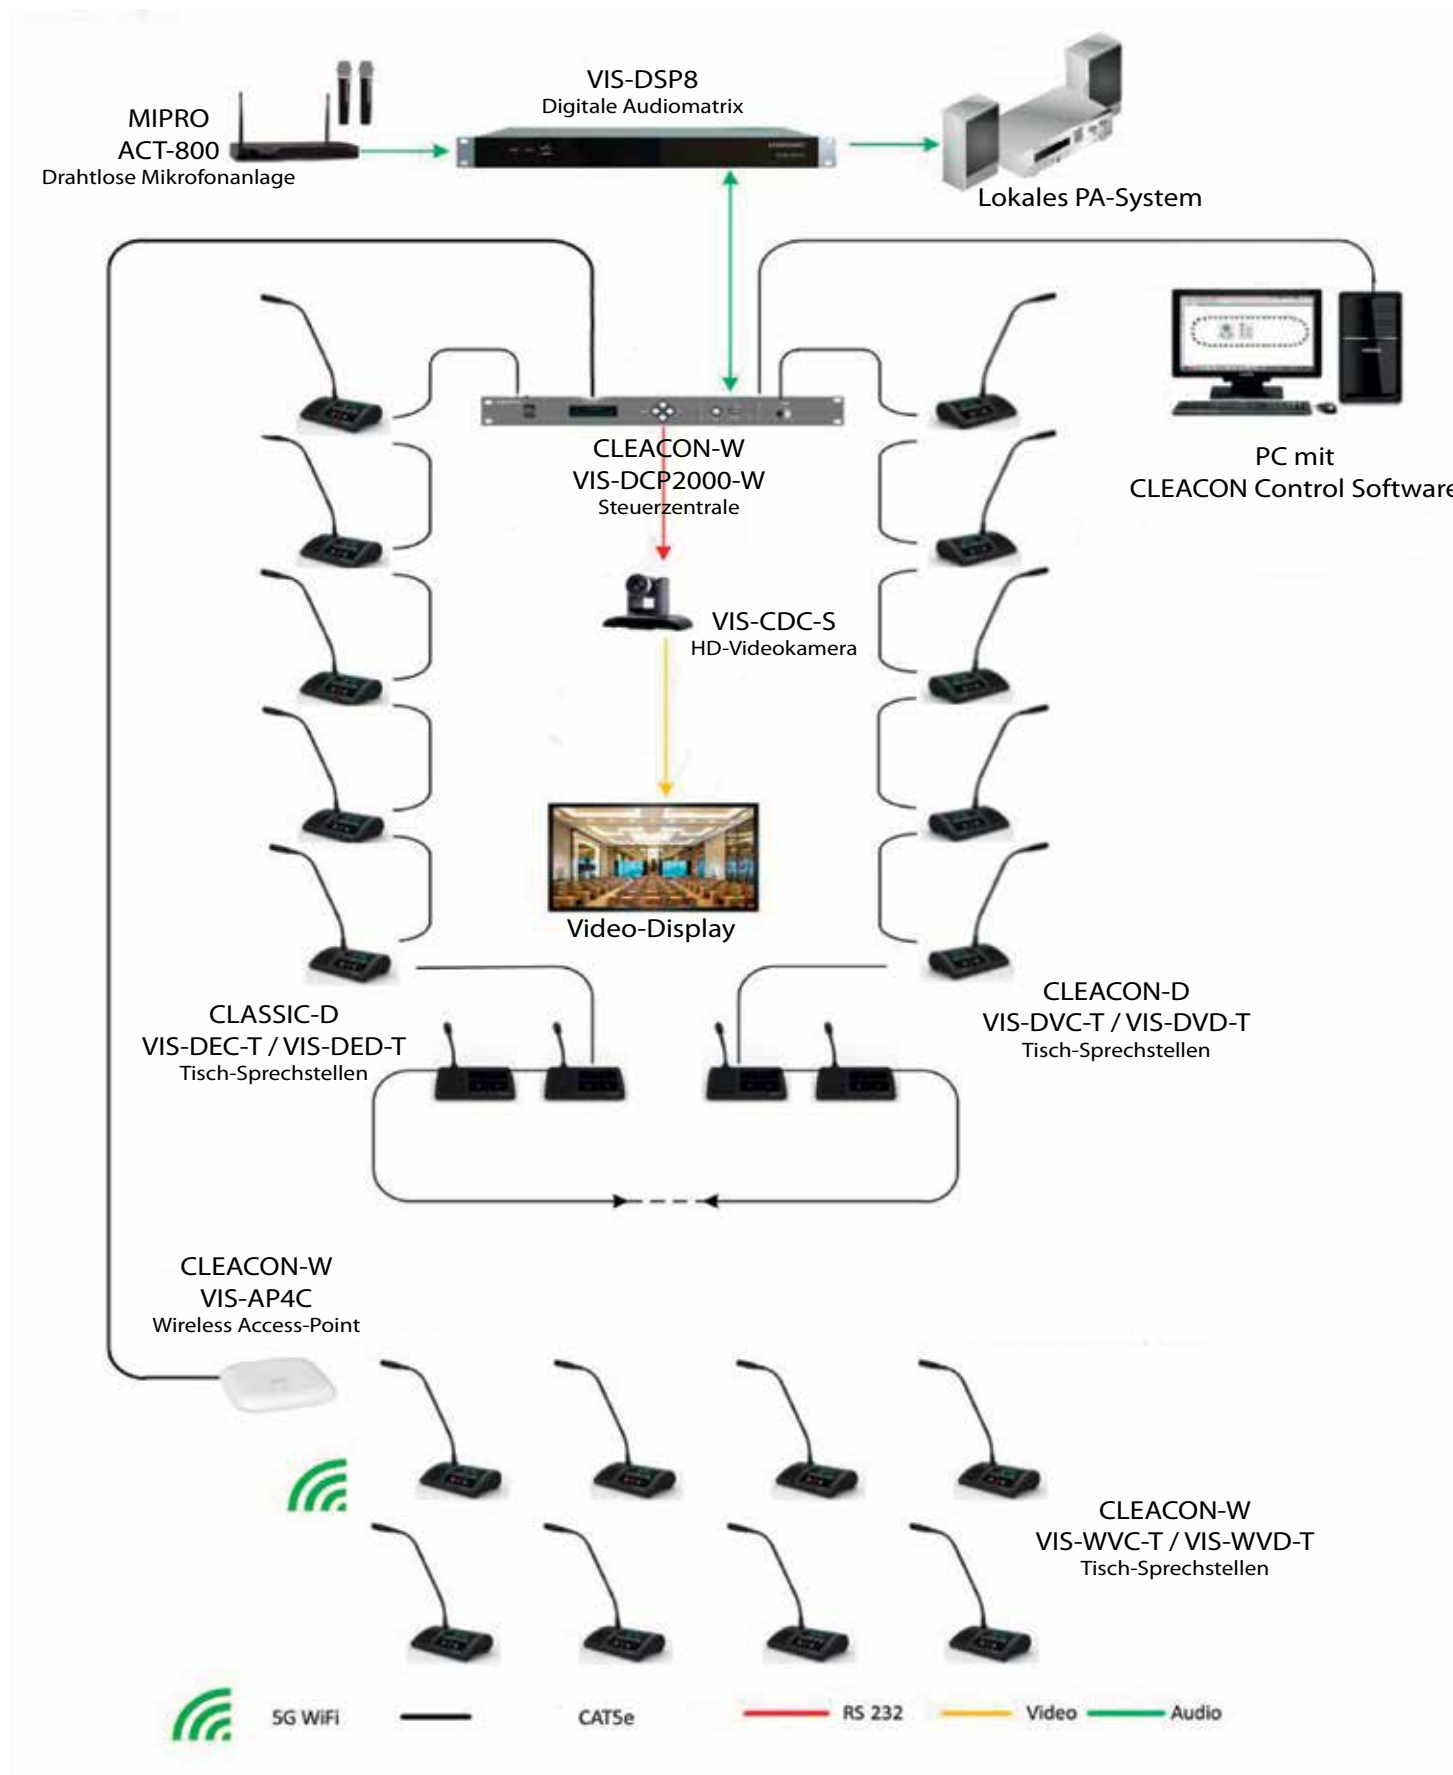 VIS-DSP8
Digitale Audiomatrix
MIPRO
ACT-800
Drahtlose Mikrofonanlage
Lokales PA-System
CLEACON-W
VIS-DCP2000-W
Steuerzentrale
PC mit
CLEACON Control Software
VIS-CDC-S
HD-Videokamera
Video-Display
CLASSIC-D
VIS-DEC-T / VIS-DED-T
Tisch-Sprechstellen
CLEACON-D
VIS-DVC-T / VIS-DVD-T
Tisch-Sprechstellen
CLEACON-W
VIS-AP4C
Wireless Access-Point
CLEACON-W
VIS-WVC-T / VIS-WVD-T
Tisch-Sprechstellen
5G WiFi
CAT5e
RS 232
Video
Audio